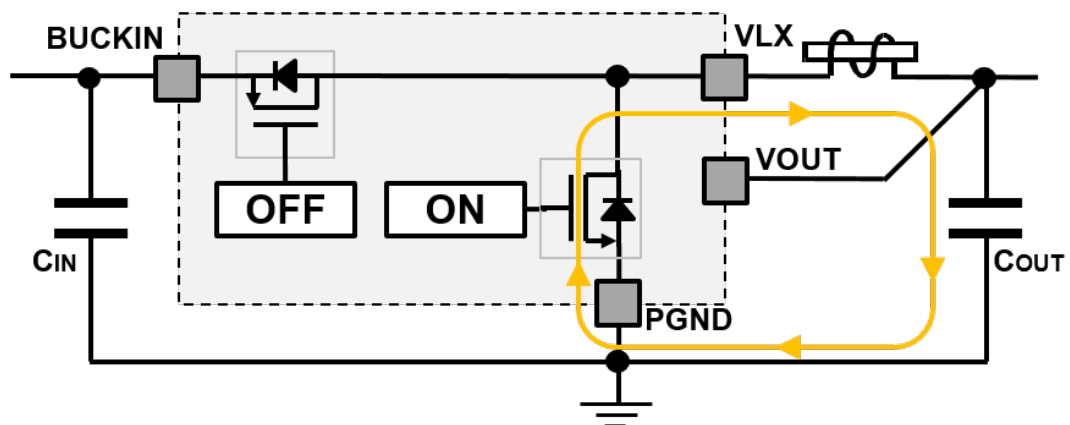 BUCKIN
VLX
VOUT
OFF
ON
CIN
COUT
PGND